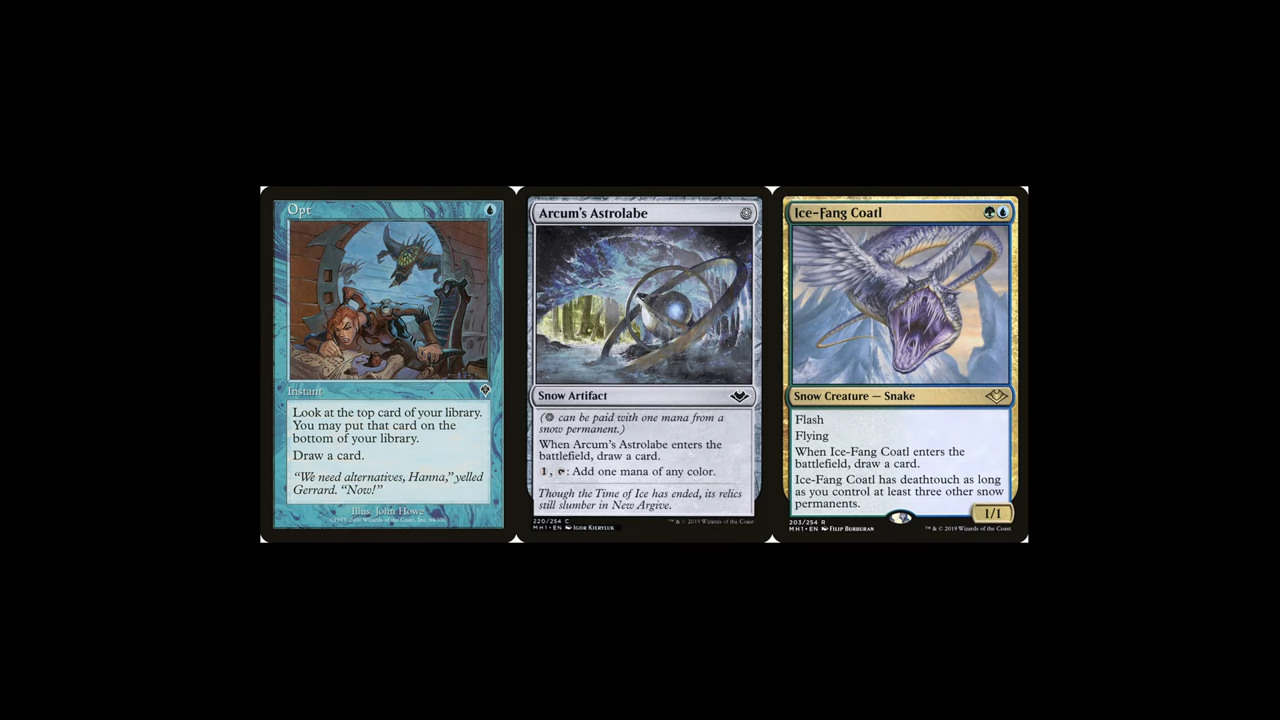 Opt
Instant
Look at the top card of your library.
You may put that card on the
bottom of your library.
Draw a card.
"We need alternatives, Hanna," yelled
Gerrard. "Now!"
Illus. John Howe
Arcum's Astrolabe
Snow Artifact
( can be paid with one mana from a
snow permanent.)
When Arcum's Astrolabe enters the
battlefield, draw a card.
1, : Add one mana of any color.
Though the Time of Ice has ended, its relics
still slumber in New Argive.
220/254 C
MH1 • EN Igor Kieryluk
™ & © 2019 Wizards of the Coast
Ice-Fang Coatl
Snow Creature — Snake
Flash
Flying
When Ice-Fang Coatl enters the
battlefield, draw a card.
Ice-Fang Coatl has deathtouch as long
as you control at least three other snow
permanents.
1/1
203/254 R
MH1 • EN Filip Burburan
™ & © 2019 Wizards of the Coast